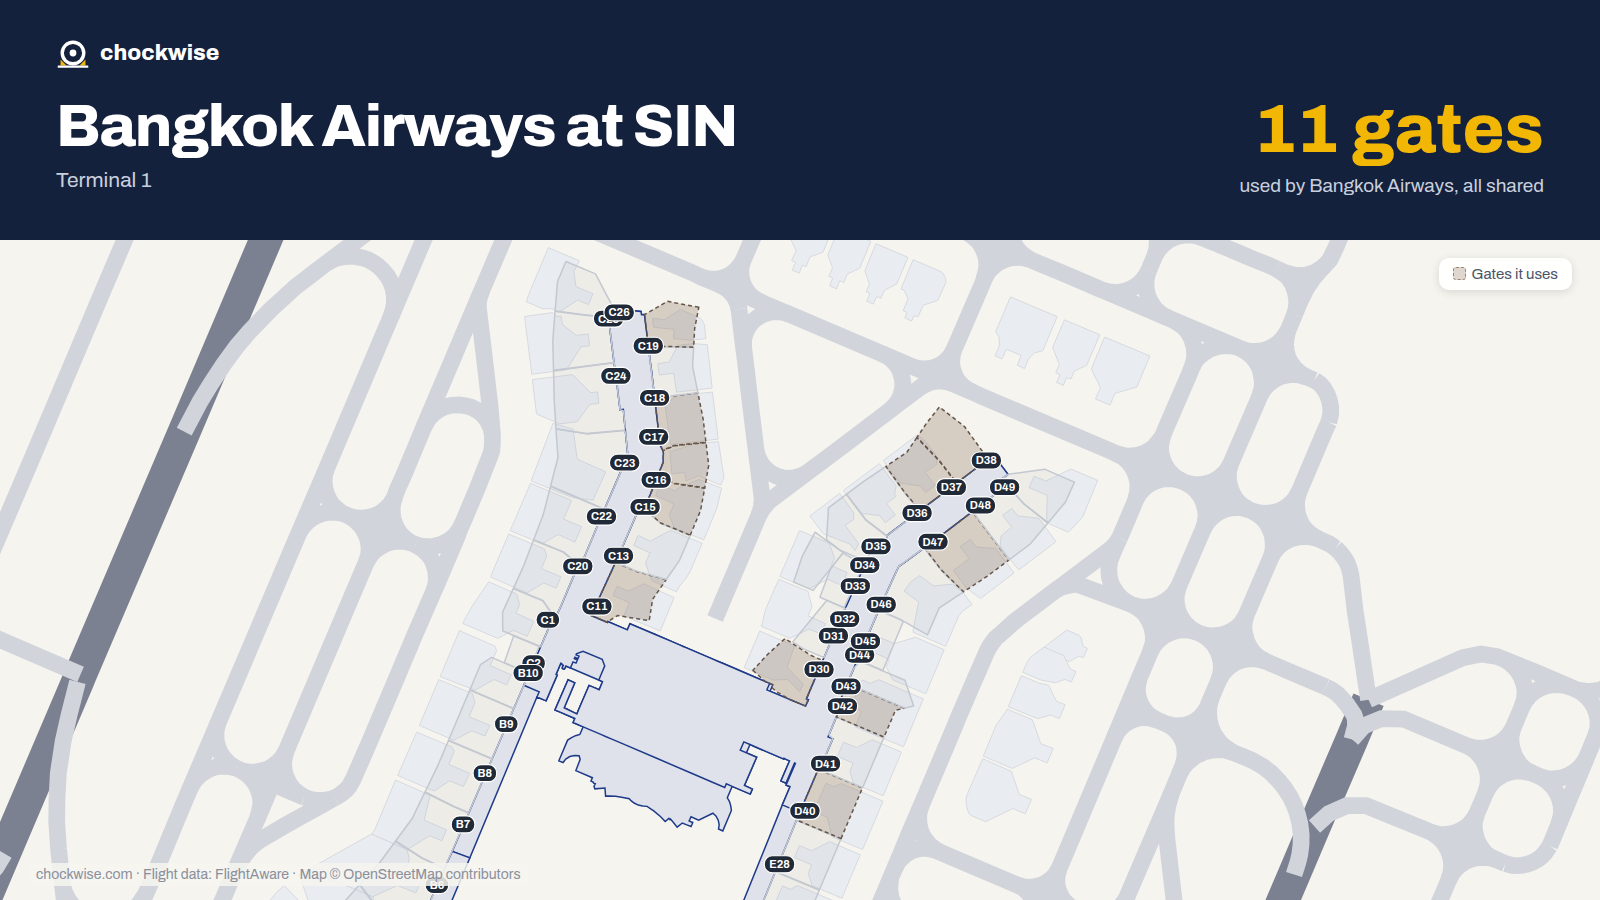 chockwise
Bangkok Airways at SIN
Terminal 1
11 gates
used by Bangkok Airways, all shared
Gates it uses
C26
C19
C24
C18
C17
C23
C16
C15
C22
C13
C20
C11
C1
B10
B9
B8
B7
D38
D37
D49
D48
D36
D47
D35
D34
D33
D46
D32
D31
D45
D44
D30
D43
D42
D41
D40
E28
chockwise.com · Flight data: FlightAware · Map © OpenStreetMap contributors